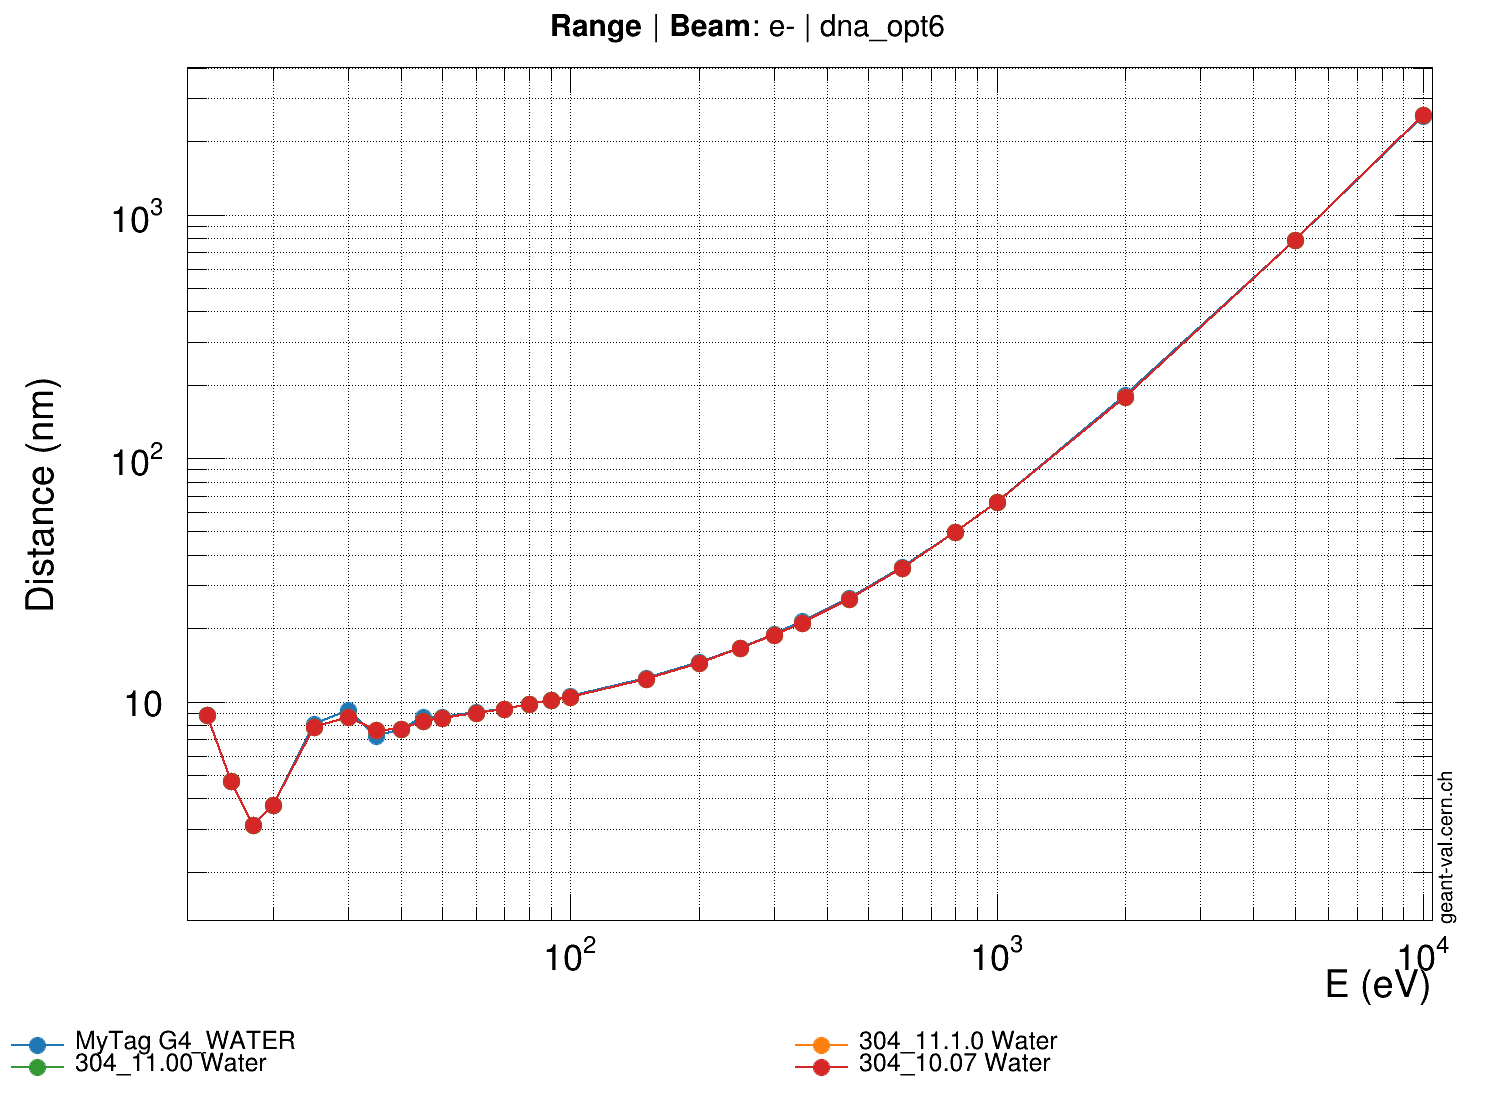 Range | Beam: e- | dna_opt6
10³
10²
10
Distance (nm)
geant-val.cern.ch
10² 10³ 10⁴
E (eV)
MyTag G4_WATER
304_11.1.0 Water
304_11.00 Water
304_10.07 Water